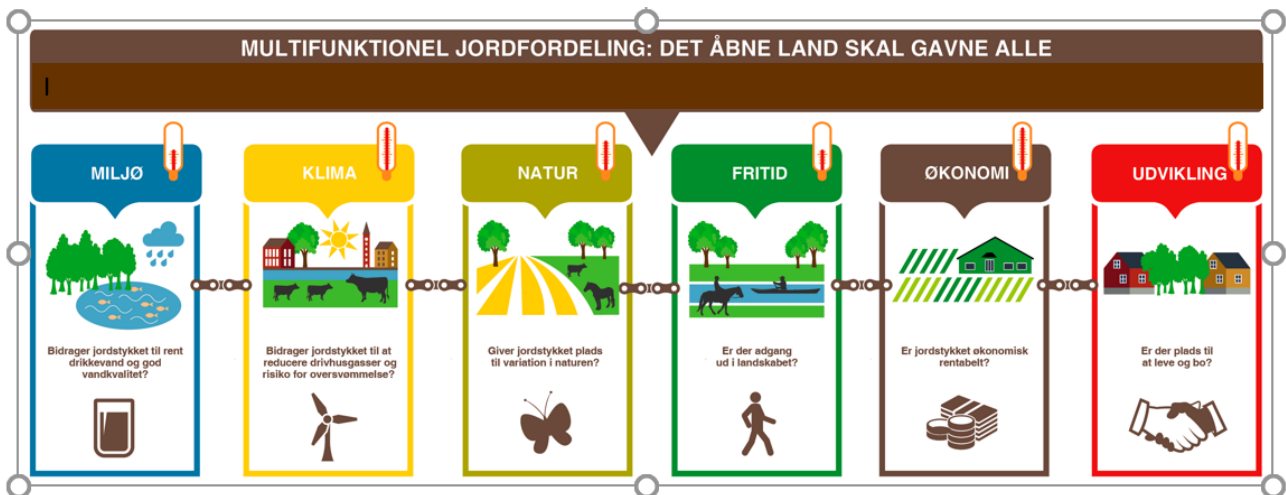 MULTIFUNKTIONEL JORDFORDELING: DET ÅBNE LAND SKAL GAVNE ALLE
MILJØ
Bidrager jordstykket til rent
drikkevand og god
vandkvalitet?
KLIMA
Bidrager jordstykket til at
reducere drivhusgasser og
risiko for oversvømmelse?
NATUR
Giver jordstykket plads
til variation i naturen?
FRITID
Er der adgang
ud i landskabet?
ØKONOMI
Er jordstykket økonomisk
rentabelt?
UDVIKLING
Er der plads til
at leve og bo?